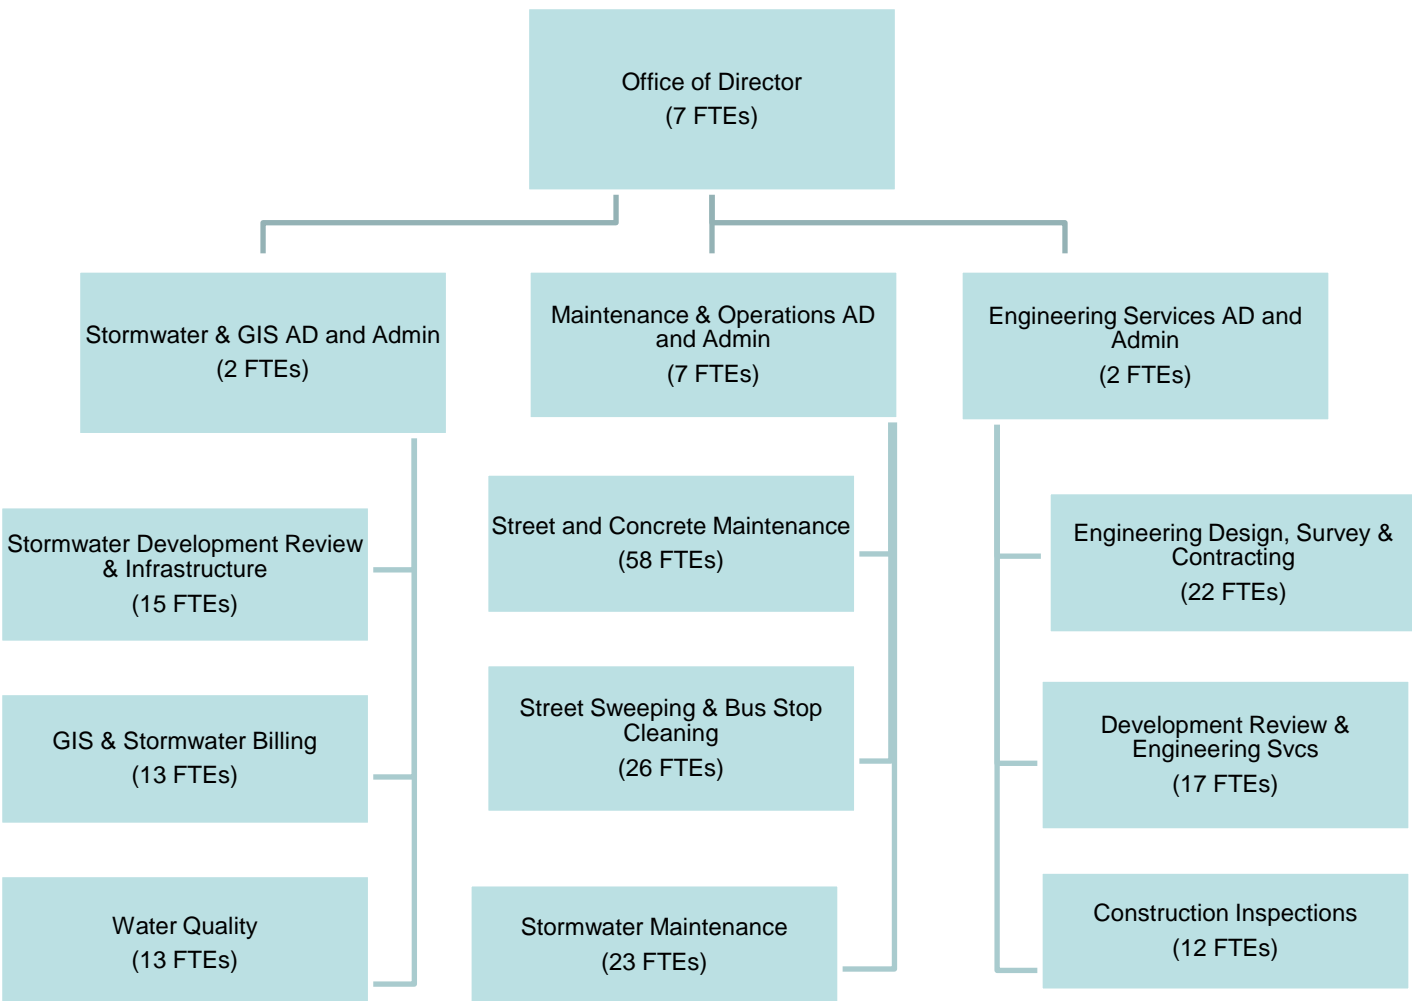 Office of Director
(7 FTEs)
Stormwater & GIS AD and Admin
(2 FTEs)
Maintenance & Operations AD
and Admin
(7 FTEs)
Engineering Services AD and
Admin
(2 FTEs)
Stormwater Development Review
& Infrastructure
(15 FTEs)
GIS & Stormwater Billing
(13 FTEs)
Water Quality
(13 FTEs)
Street and Concrete Maintenance
(58 FTEs)
Street Sweeping & Bus Stop
Cleaning
(26 FTEs)
Stormwater Maintenance
(23 FTEs)
Engineering Design, Survey &
Contracting
(22 FTEs)
Development Review &
Engineering Svcs
(17 FTEs)
Construction Inspections
(12 FTEs)